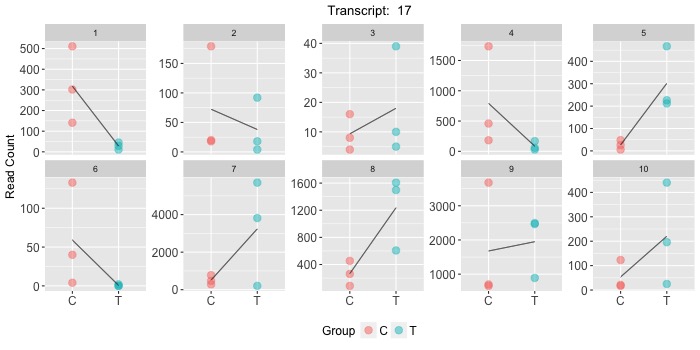 Transcript: 17
1 2 3 4 5
500 400 300 200 100 0
150 100 50 0
40 30 20 10
1500 1000 500 0
400 300 200 100 0
Read Count
6 7 8 9 10
100 50 0
4000 2000 0
1600 1200 800 400
3000 2000 1000
400 300 200 100 0
C T C T C T C T C T
Group C T